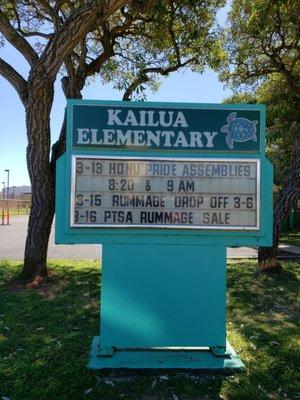 KAILUA
ELEMENTARY
3-13 HONU PRIDE ASSEMBLIES
8:20 & 9 AM
3-15 RUMMAGE DROP OFF 3-6
3-16 PTSA RUMMAGE SALE